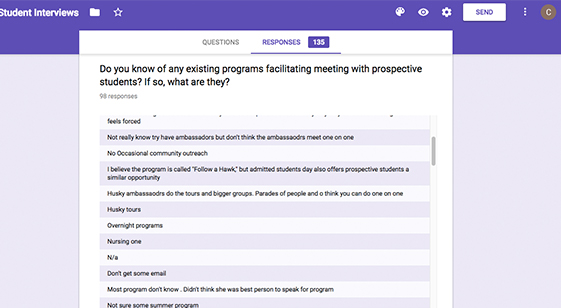 Student Interviews
SEND
C
QUESTIONS RESPONSES 135
Do you know of any existing programs facilitating meeting with prospective
students? If so, what are they?
98 responses
feels forced
Not really know try have ambassadors but don't think the ambassaodrs meet one on one
No Occasional community outreach
I believe the program is called "Follow a Hawk," but admitted students day also offers prospective students a
similar opportunity
Husky ambassaodrs do the tours and bigger groups. Parades of people and o think you can do one on one
Husky tours
Overnight programs
Nursing one
N/a
Don't get some email
Most program don't know . Didn't think she was best person to speak for program
Not sure some summer program